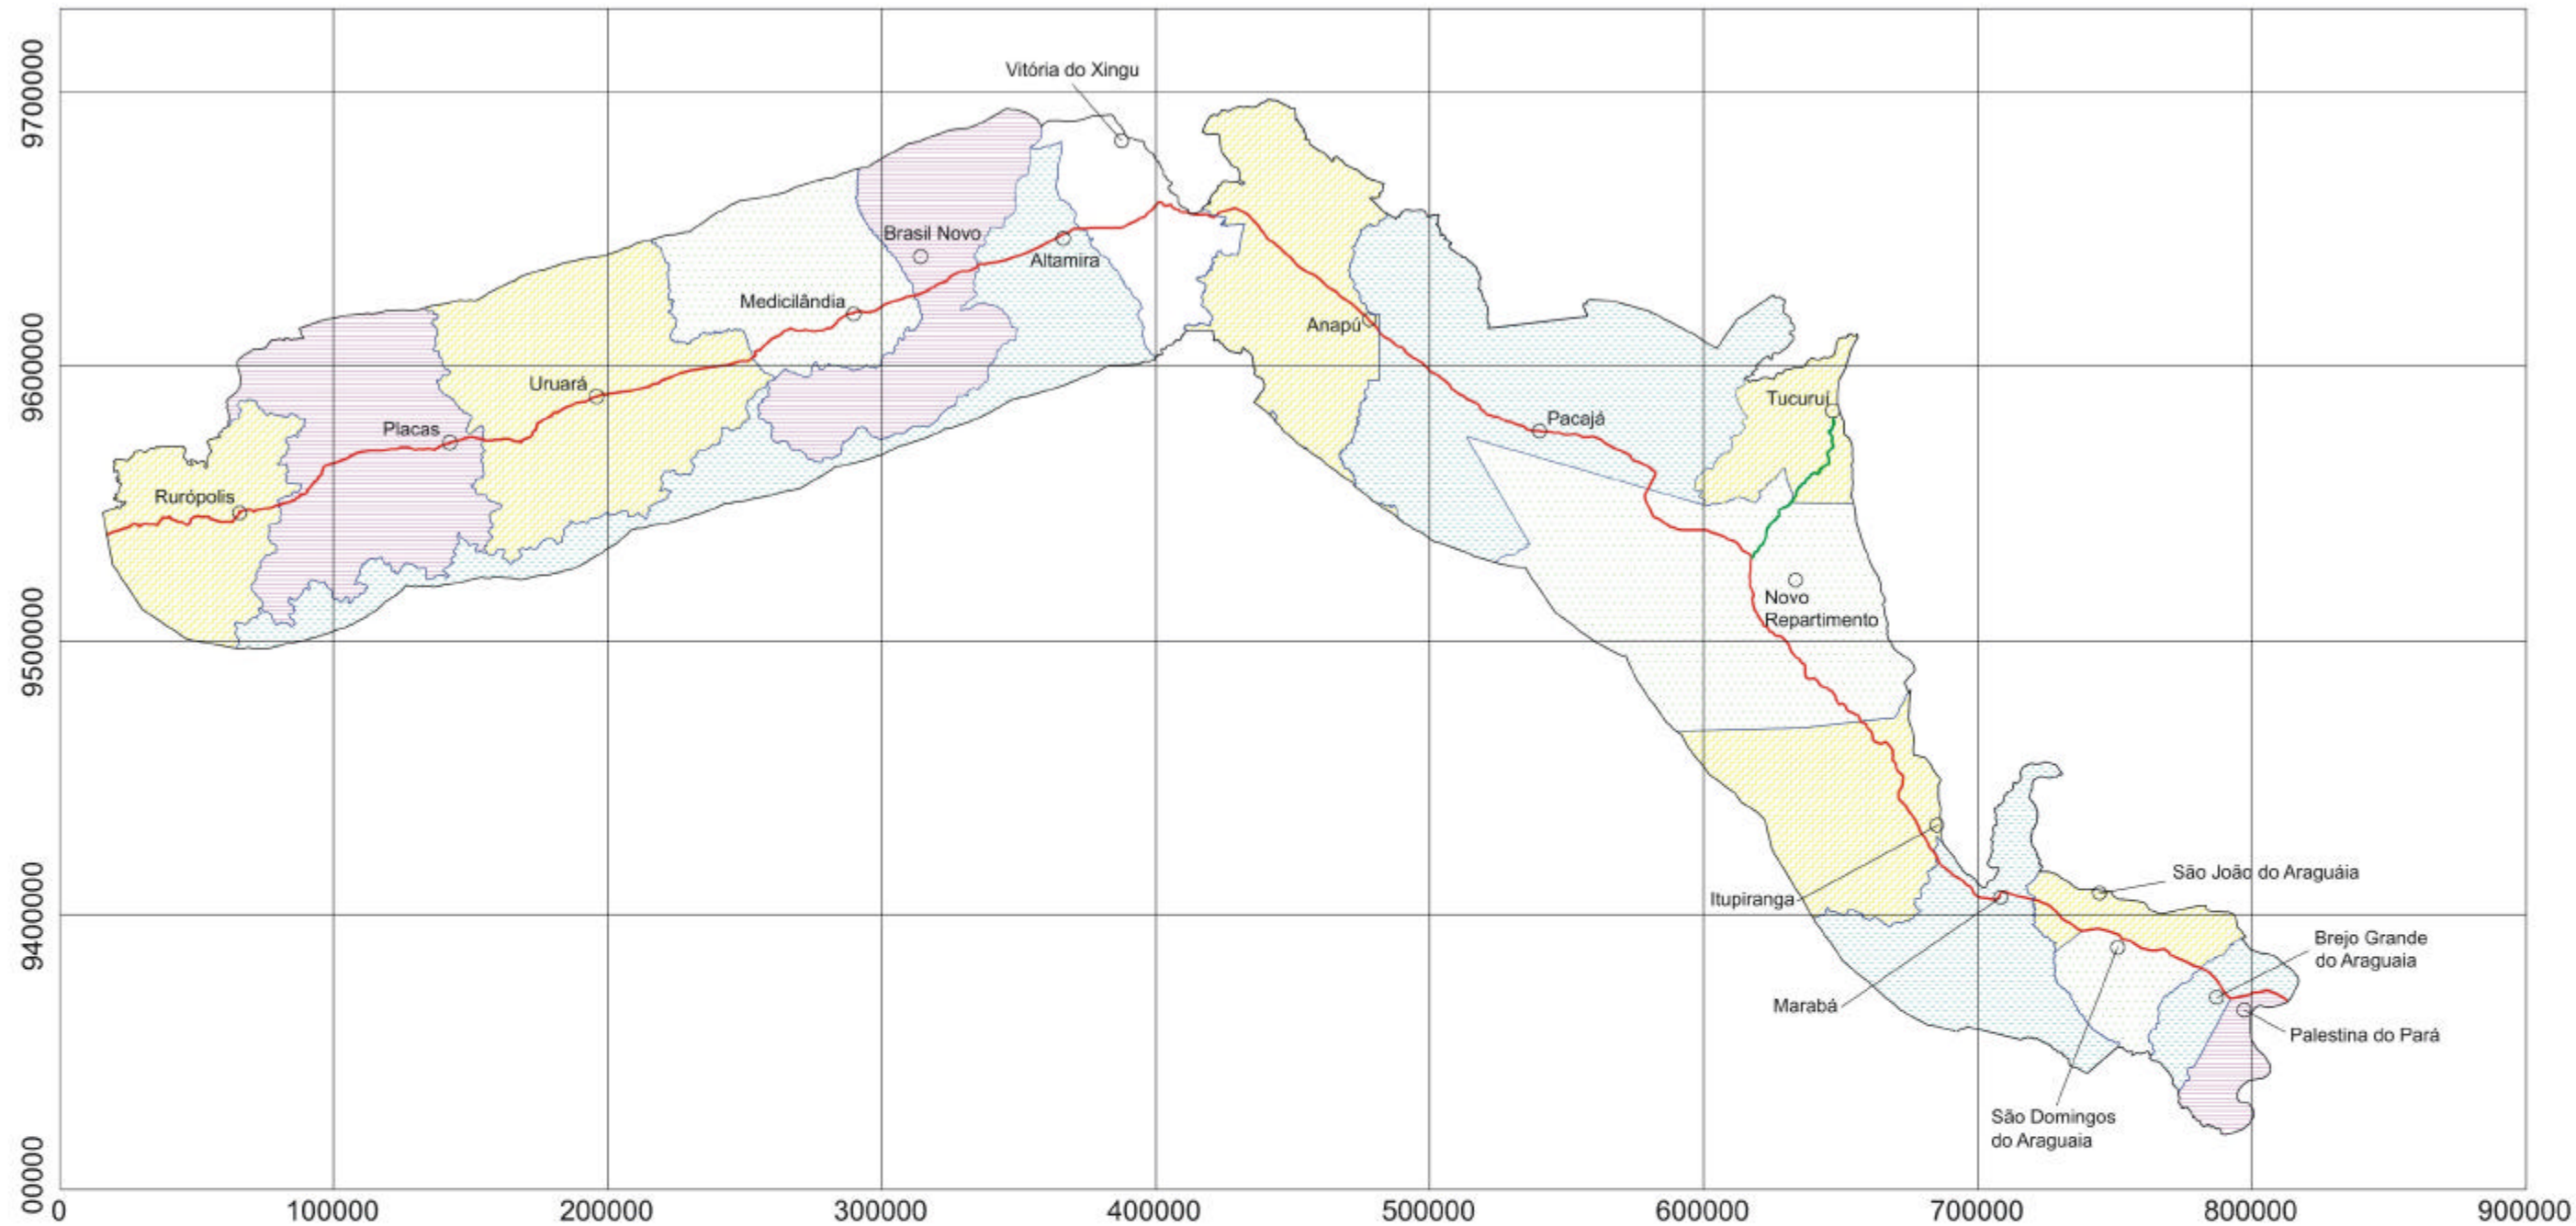 9700000
9600000
9500000
9400000
000000
0
100000
200000
300000
400000
500000
600000
700000
800000
900000
Vitória do Xingu
Brasil Novo
Altamira
Medicilândia
Uruará
Placas
Rurópolis
Anapú
Pacajá
Tucuruí
Novo
Repartimento
Itupiranga
Marabá
São João do Araguáia
Brejo Grande
do Araguaia
Palestina do Pará
São Domingos
do Araguaia